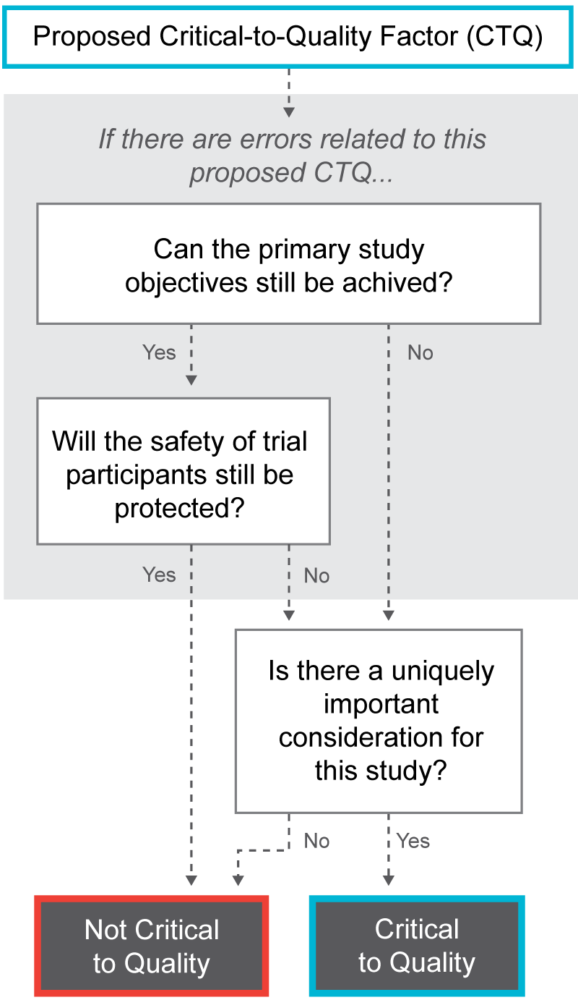 Proposed Critical-to-Quality Factor (CTQ)
If there are errors related to this
proposed CTQ...
Can the primary study
objectives still be achived?
Yes
No
Will the safety of trial
participants still be
protected?
Yes
No
Is there a uniquely
important
consideration for
this study?
No
Yes
Not Critical
to Quality
Critical
to Quality